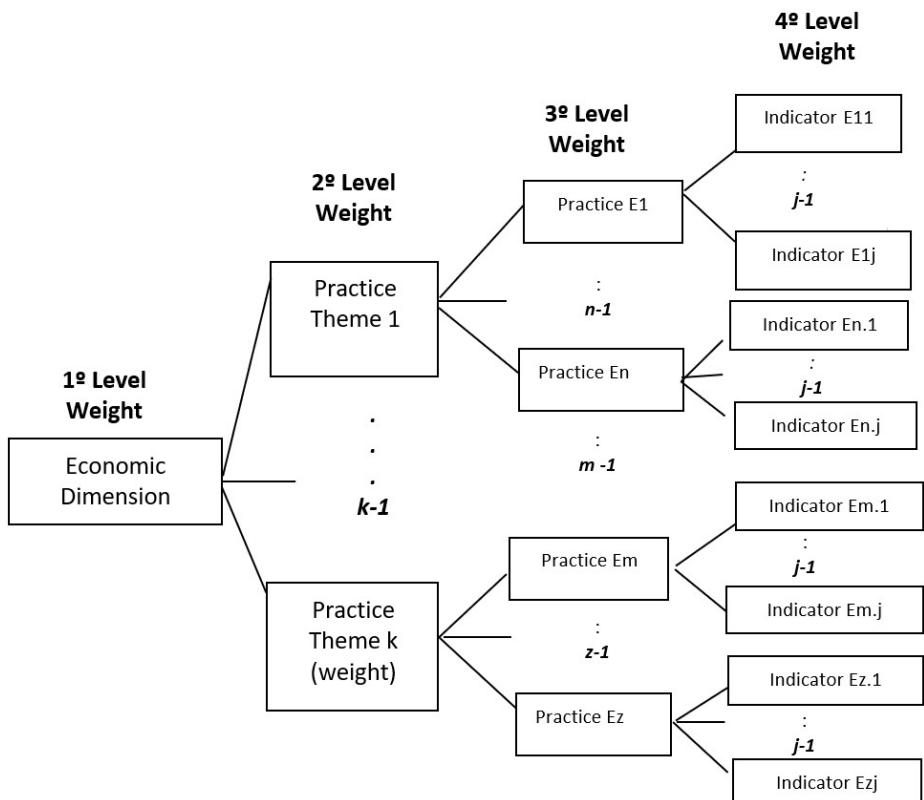 4º Level
Weight
Indicator E11
:
j-1
Indicator E1j
3º Level
Weight
Practice E1
:
n-1
Practice En
:
m -1
Indicator En.1
:
j-1
Indicator En.j
2º Level
Weight
Practice
Theme 1
.
.
.
k-1
Practice
Theme k
(weight)
1º Level
Weight
Economic
Dimension
Practice Em
:
z-1
Practice Ez
Indicator Em.1
:
j-1
Indicator Em.j
Indicator Ez.1
:
j-1
Indicator Ezj